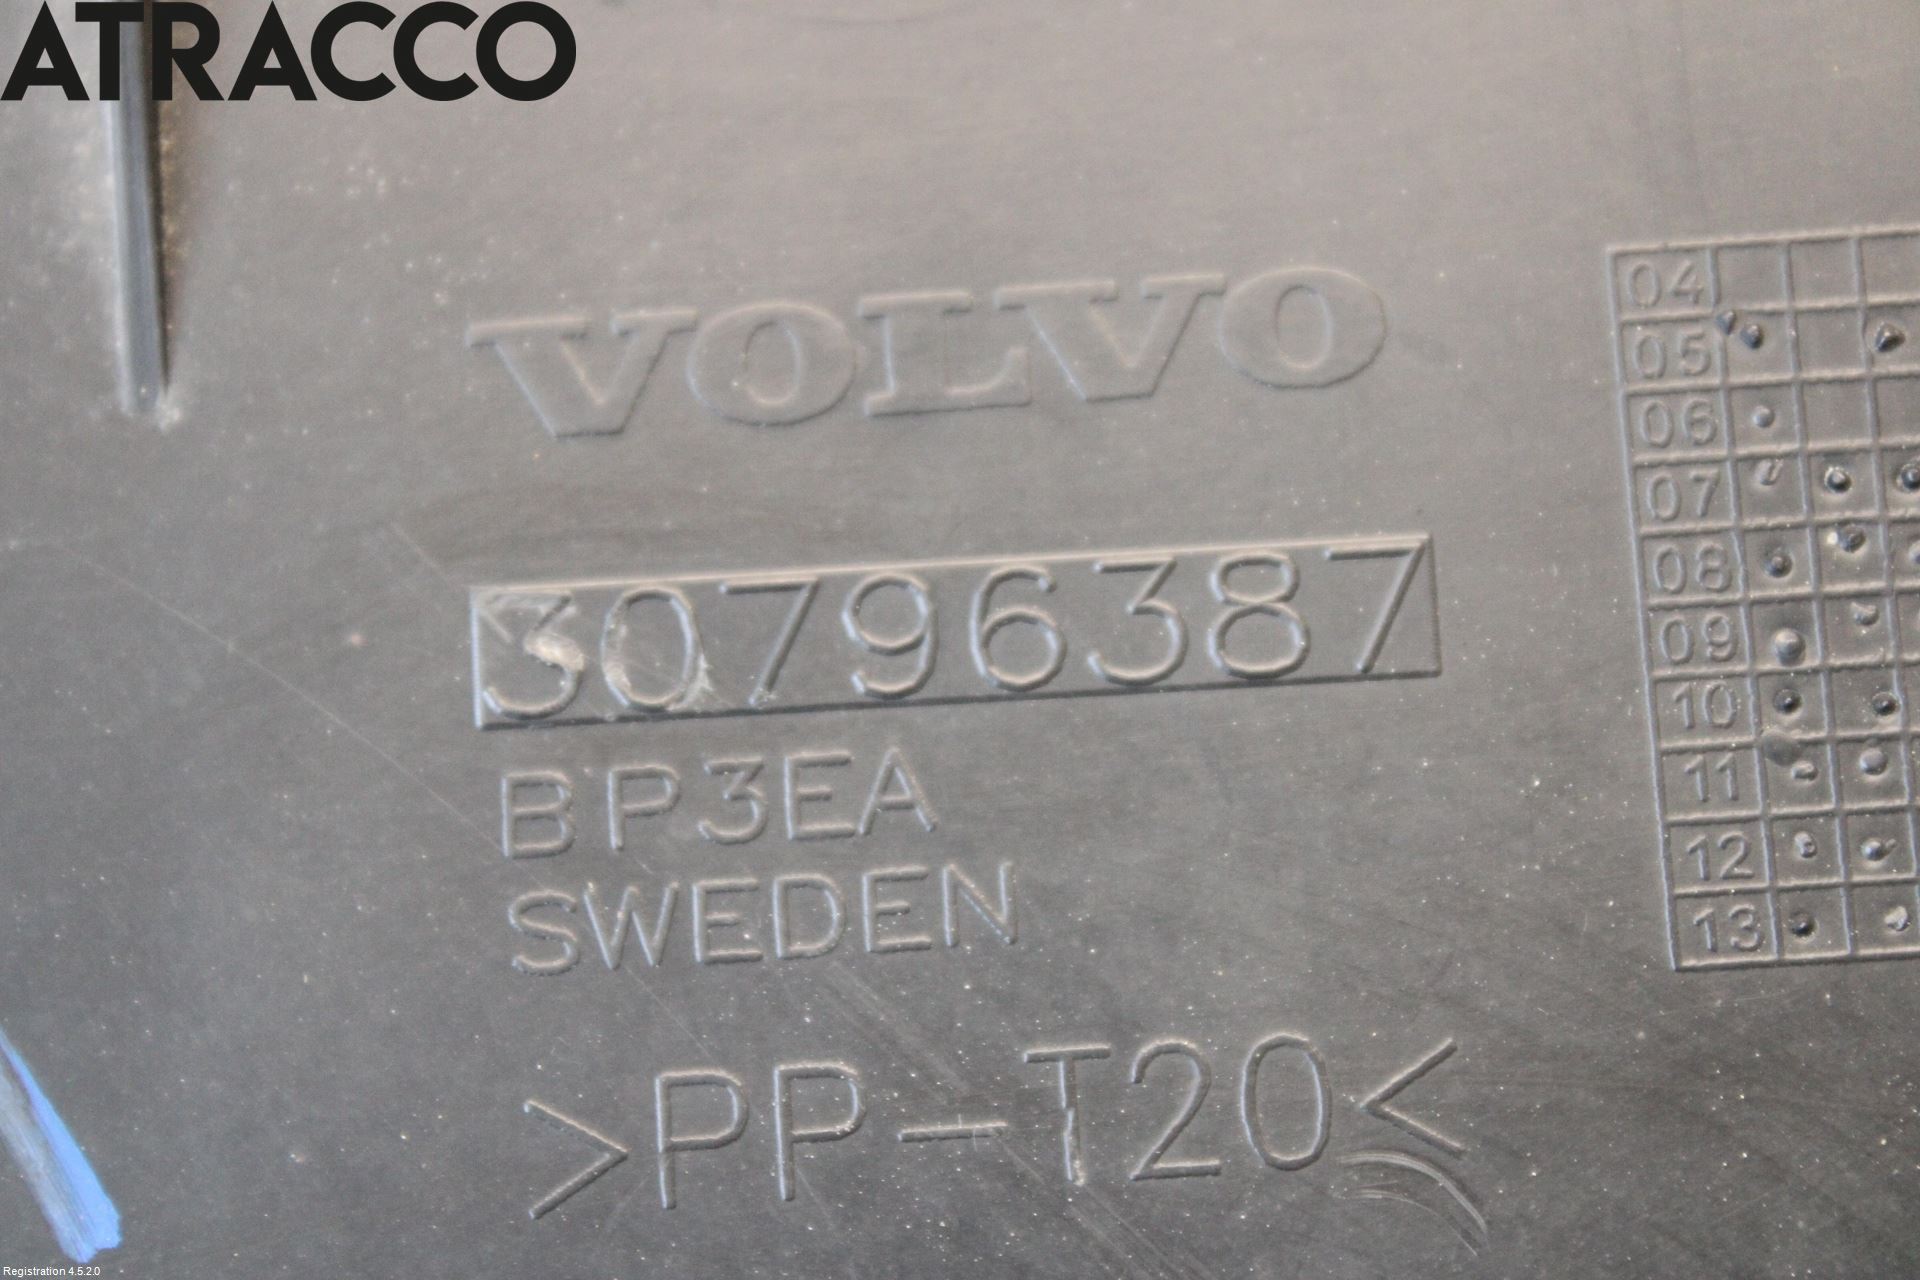 ATRACCO
VOLVO
30796387
BP3EA
SWEDEN
>PP-T20<
04
05
06
07
08
09
10
11
12
13
Registration 4.5.2.0